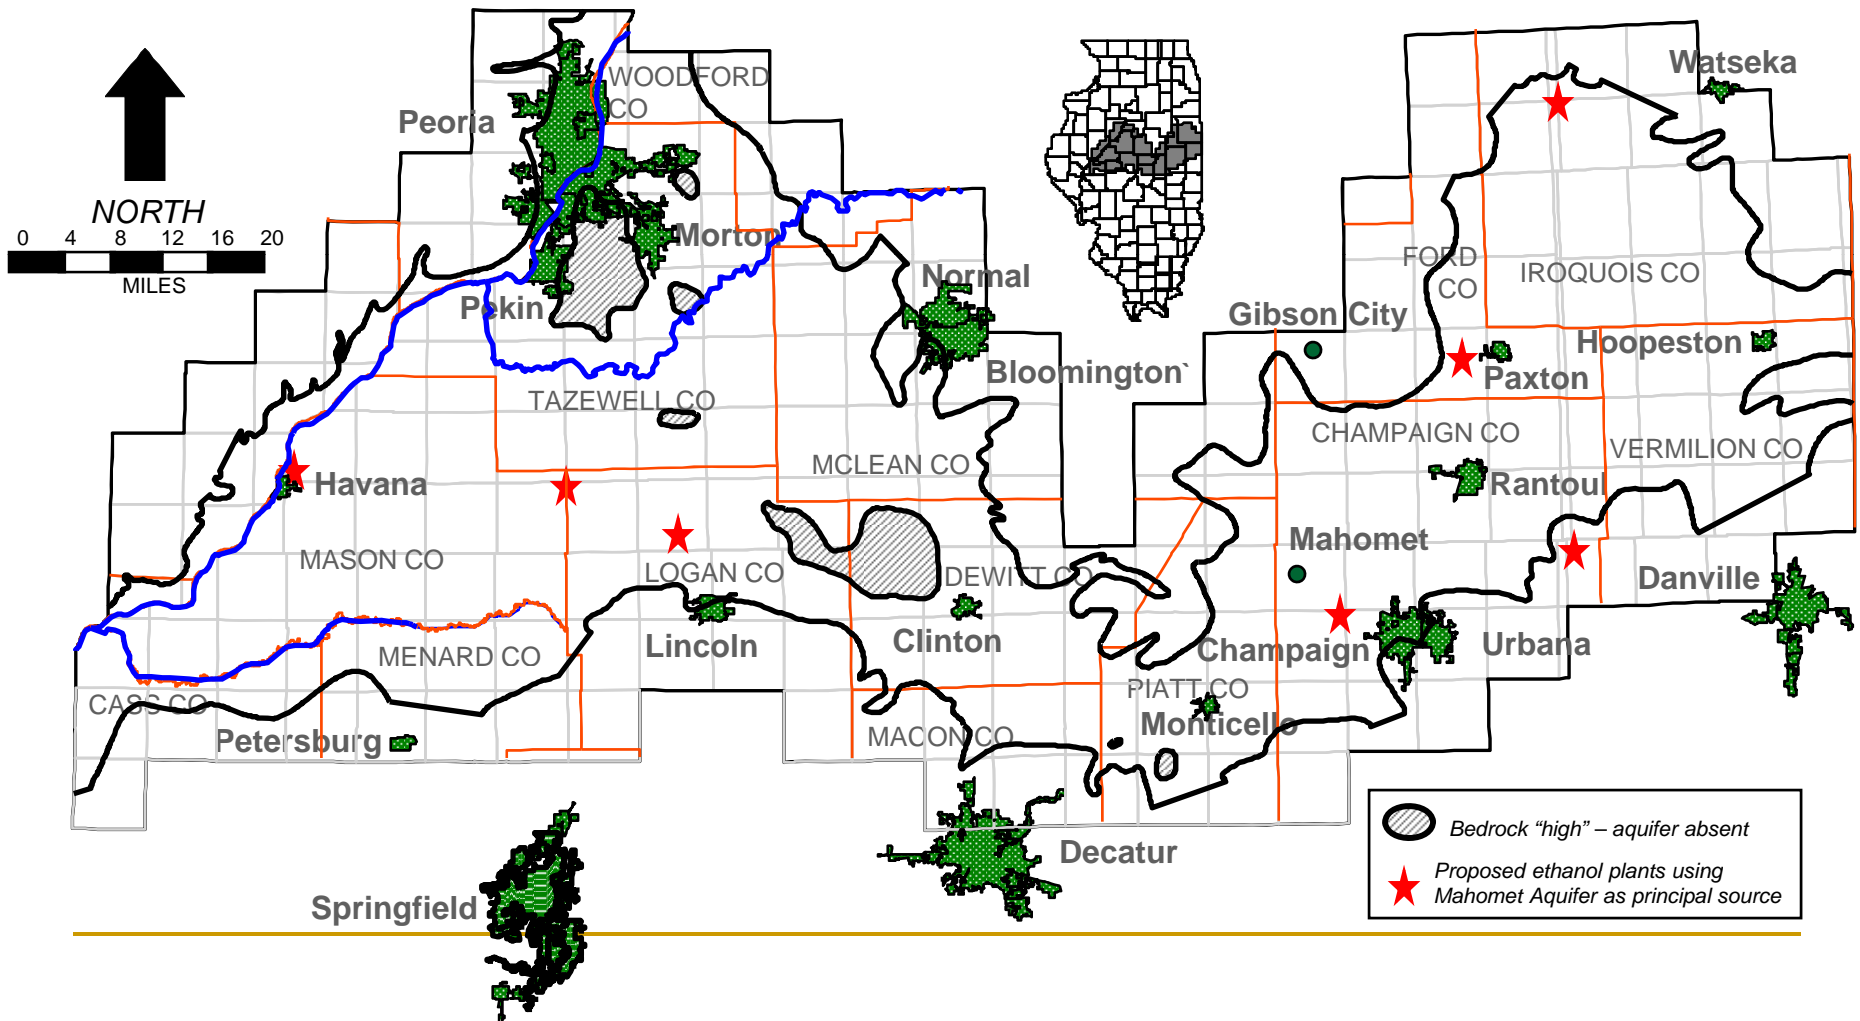 Watseka
WOODFORD
CO
Peoria
NORTH
0 4 8 12 16 20
MILES
Morton
Normal
FORD
CO
IROQUOIS CO
Pekin
Gibson City
Hoopeston
Bloomington`
Paxton
TAZEWELL CO
CHAMPAIGN CO
VERMILION CO
MCLEAN CO
Havana
Rantoul
Mahomet
MASON CO
LOGAN CO
DEWITT CO
Danville
Lincoln
Clinton
Champaign
Urbana
MENARD CO
PIATT CO
CASS CO
Monticello
Petersburg
MACON CO
Bedrock “high” – aquifer absent
Proposed ethanol plants using
Mahomet Aquifer as principal source
Decatur
Springfield